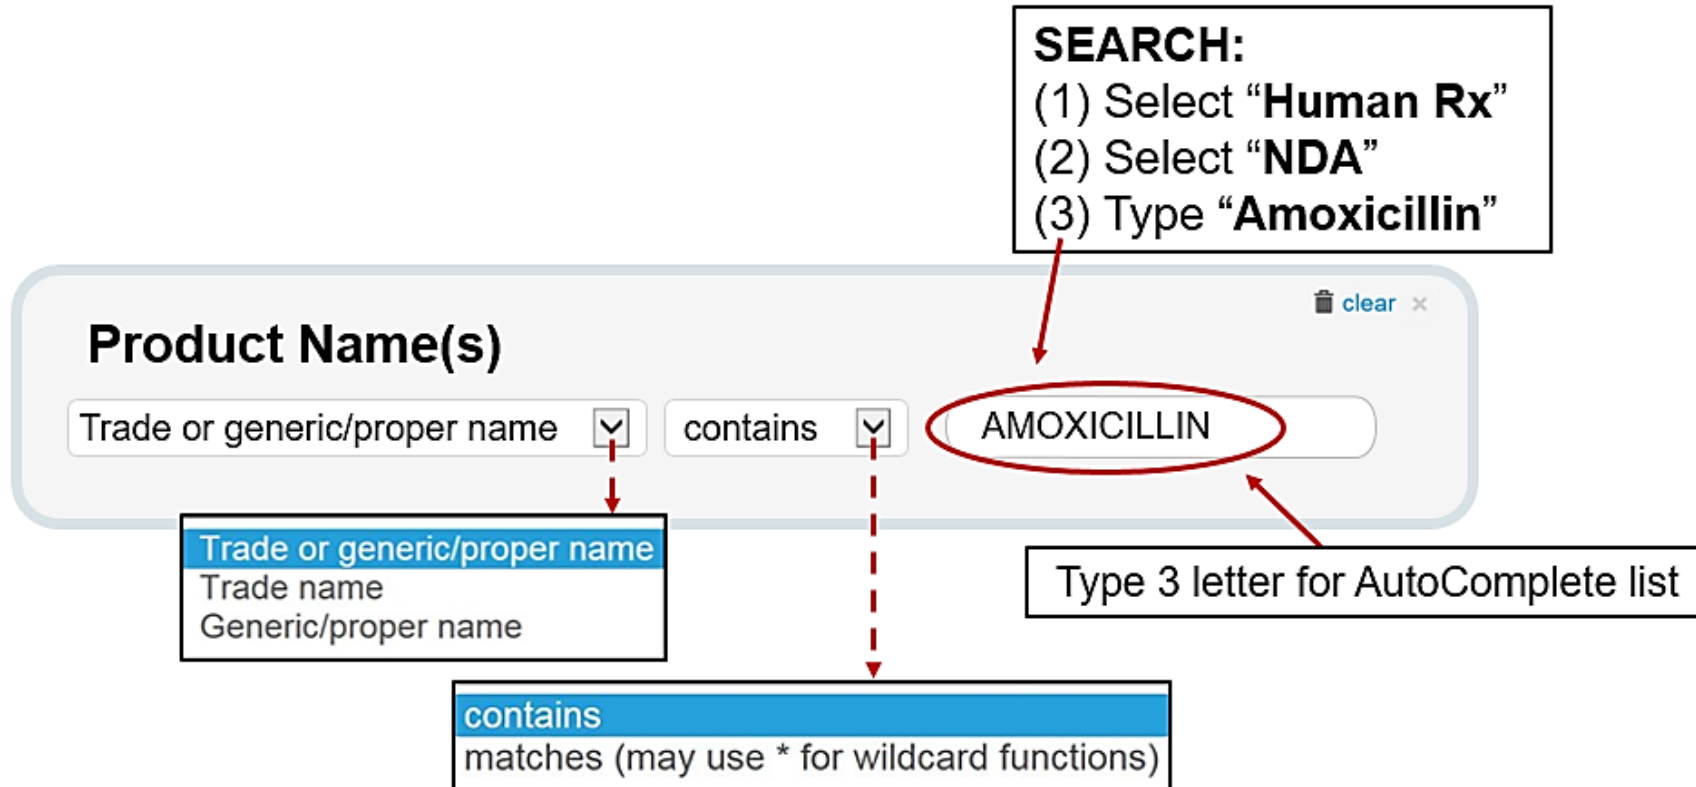 SEARCH:
(1) Select “Human Rx”
(2) Select “NDA”
(3) Type “Amoxicillin”
clear ×
Product Name(s)
Trade or generic/proper name contains AMOXICILLIN
Trade or generic/proper name
Trade name
Generic/proper name
Type 3 letter for AutoComplete list
contains
matches (may use * for wildcard functions)